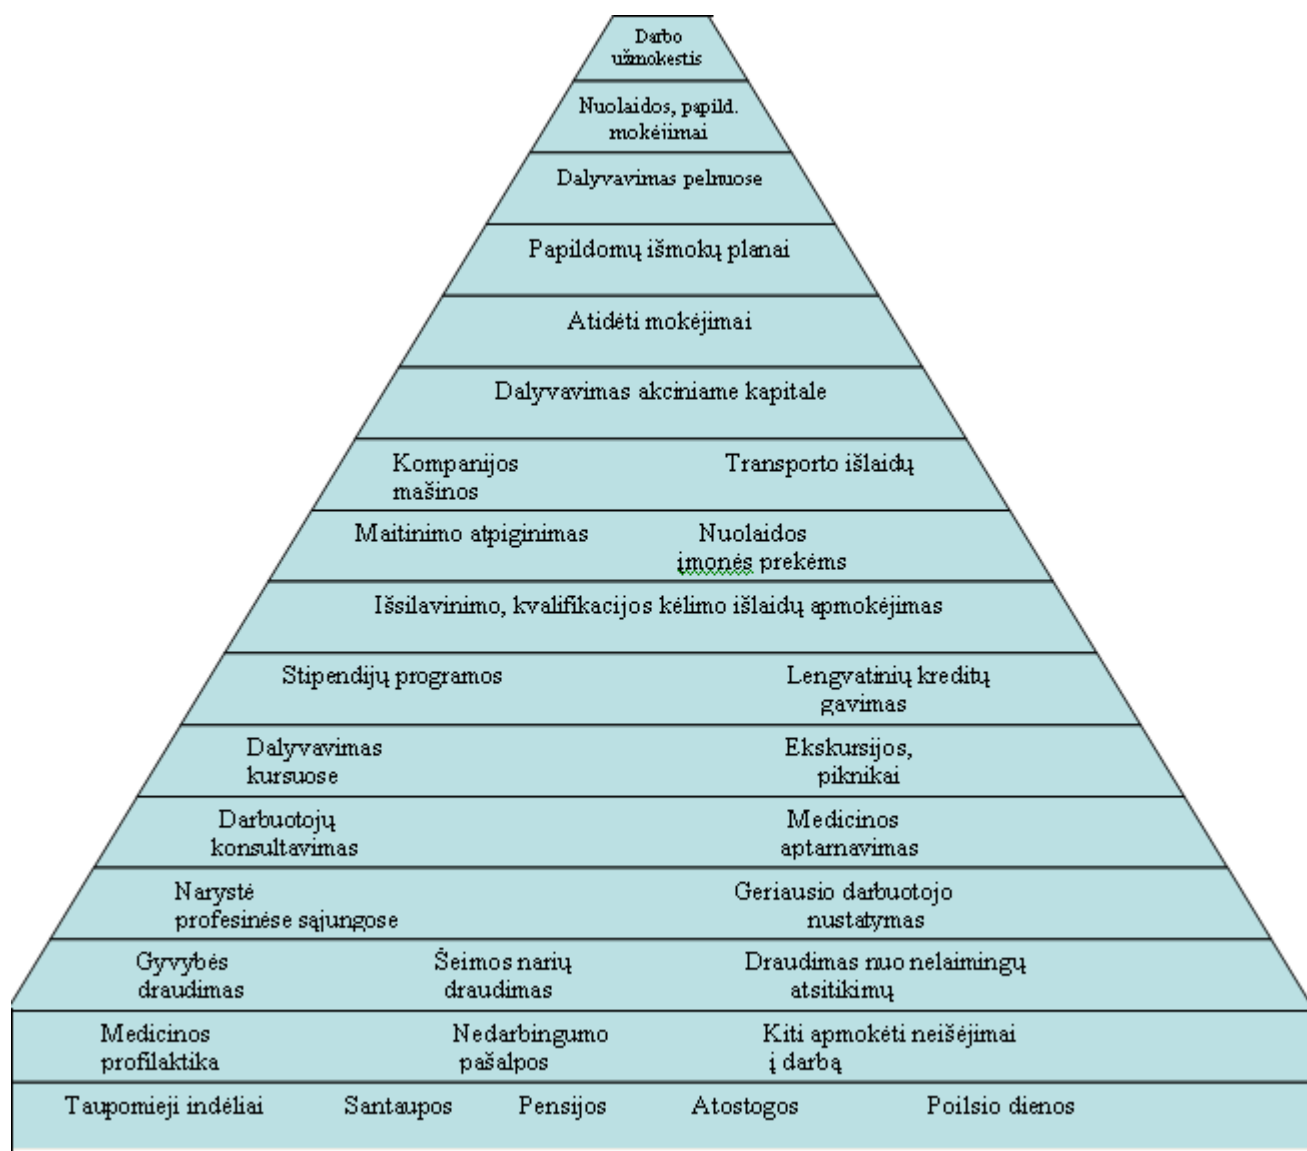 Darbo
užmokestis
Nuolaidos, papild.
mokėjimai
Dalyvavimas pelnuose
Papildomų išmokų planai
Atidėti mokėjimai
Dalyvavimas akciniame kapitale
Kompanijos
mašinos
Transporto išlaidų
Maitinimo atpiginimas
Nuolaidos
įmonės prekėms
Išsilavinimo, kvalifikacijos kėlimo išlaidų apmokėjimas
Stipendijų programos
Lengvatinių kreditų
gavimas
Dalyvavimas
kursuose
Ekskursijos,
piknikai
Darbuotojų
konsultavimas
Medicinos
aptarnavimas
Narystė
profesinėse sąjungose
Geriausio darbuotojo
nustatymas
Gyvybės
draudimas
Šeimos narių
draudimas
Draudimas nuo nelaimingų
atsitikimų
Medicinos
profilaktika
Nedarbingumo
pašalpos
Kiti apmokėti neišėjimai
į darbą
Taupomieji indėliai
Santaupos
Pensijos
Atostogos
Poilsio dienos